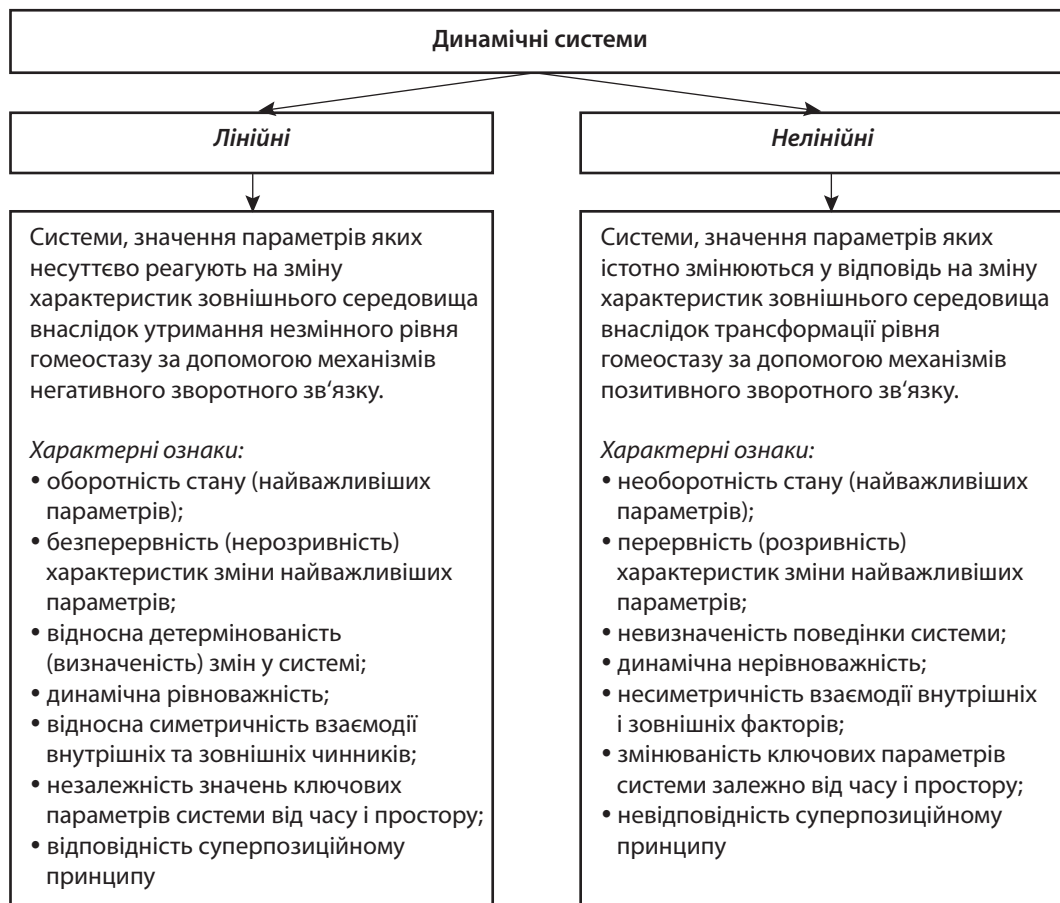 Динамічні системи
Лінійні
Системи, значення параметрів яких
несуттєво реагують на зміну
характеристик зовнішнього середовища
внаслідок утримання незмінного рівня
гомеостазу за допомогою механізмів
негативного зворотного зв‘язку.
Характерні ознаки:
• оборотність стану (найважливіших
параметрів);
• безперервність (нерозривність)
характеристик зміни найважливіших
параметрів;
• відносна детермінованість
(визначеність) змін у системі;
• динамічна рівноважність;
• відносна симетричність взаємодії
внутрішніх та зовнішніх чинників;
• незалежність значень ключових
параметрів системи від часу і простору;
• відповідність суперпозиційному
принципу
Нелінійні
Системи, значення параметрів яких
істотно змінюються у відповідь на зміну
характеристик зовнішнього середовища
внаслідок трансформації рівня
гомеостазу за допомогою механізмів
позитивного зворотного зв‘язку.
Характерні ознаки:
• необоротність стану (найважливіших
параметрів);
• перервність (розривність)
характеристик зміни найважливіших
параметрів;
• невизначеність поведінки системи;
• динамічна нерівноважність;
• несиметричність взаємодії внутрішніх
і зовнішніх факторів;
• змінюваність ключових параметрів
системи залежно від часу і простору;
• невідповідність суперпозиційному
принципу